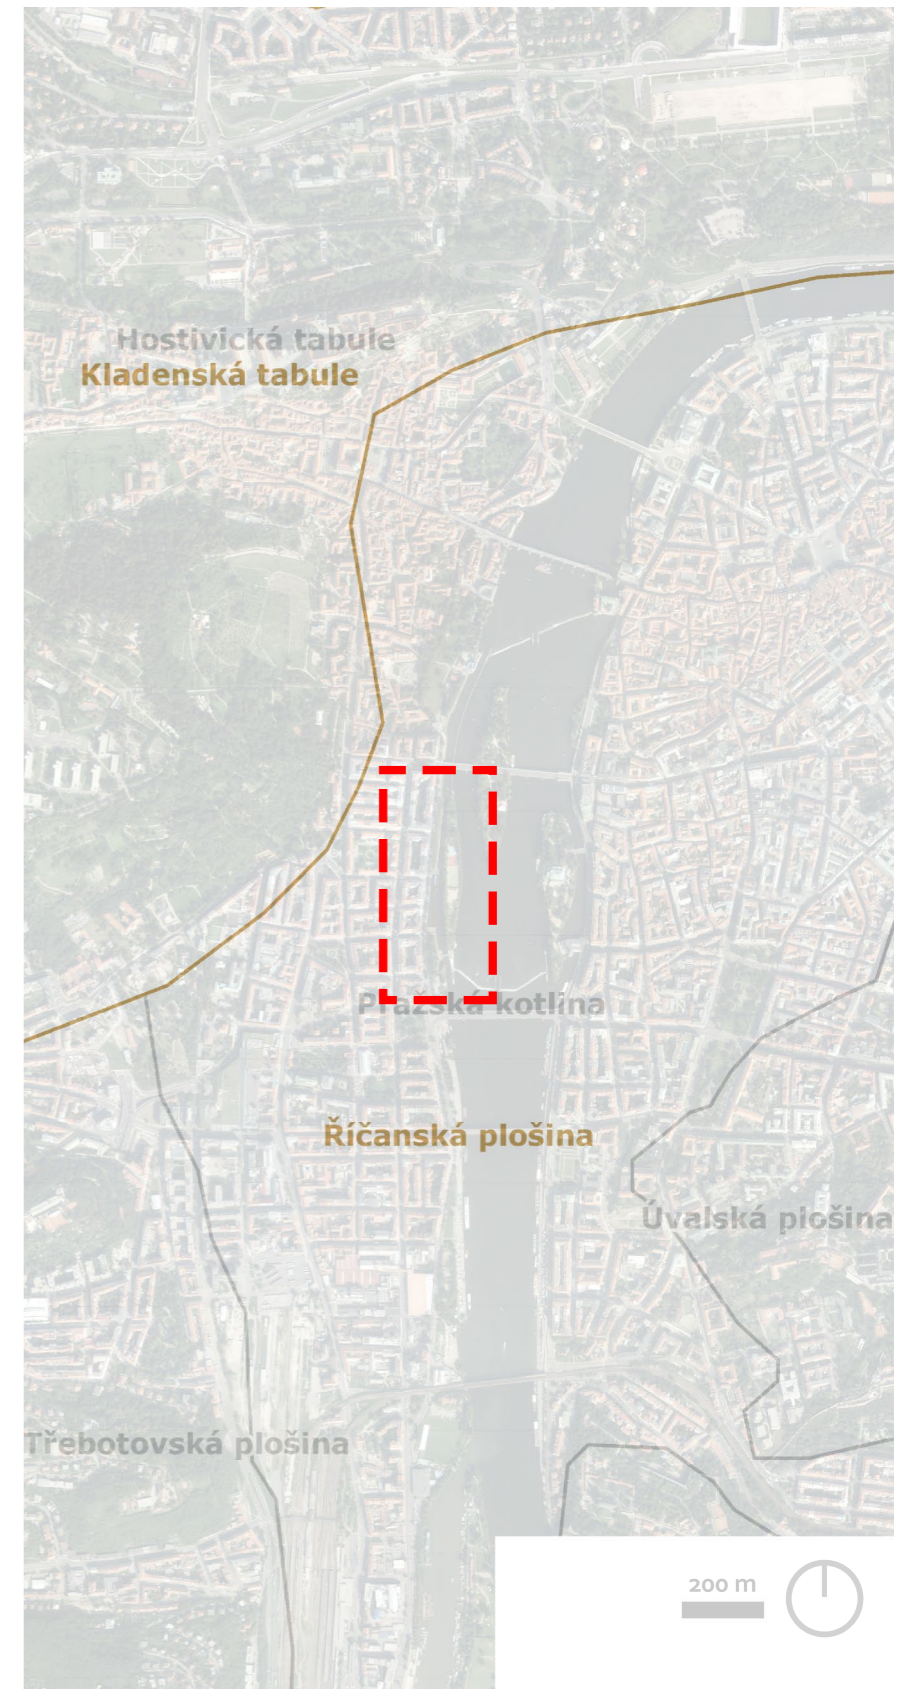 Hostivická tabule
Kladenská tabule
Pražská kotlina
Říčanská plošina
Úvalská plošina
Třebotovská plošina
200 m